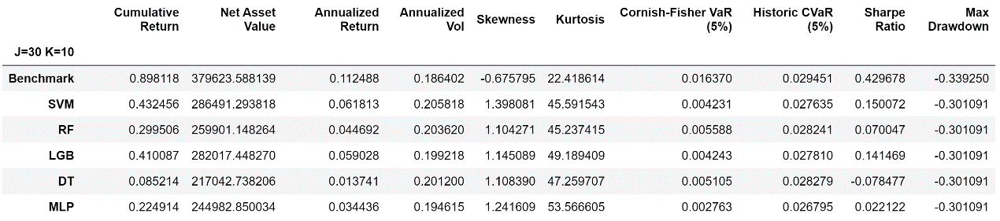 Cumulative Return Net Asset Value Annualized Return Annualized Vol Skewness Kurtosis Cornish-Fisher VaR (5%) Historic CVaR (5%) Sharpe Ratio Max Drawdown
J=30 K=10
Benchmark 0.898118 379623.588139 0.112488 0.186402 -0.675795 22.418614 0.016370 0.029451 0.429678 -0.339250
SVM 0.432456 286491.293818 0.061813 0.205818 1.398081 45.591543 0.004231 0.027635 0.150072 -0.301091
RF 0.299506 259901.148264 0.044692 0.203620 1.104271 45.237415 0.005588 0.028241 0.070047 -0.301091
LGB 0.410087 282017.448270 0.059028 0.199218 1.145089 49.189409 0.004243 0.027810 0.141469 -0.301091
DT 0.085214 217042.738206 0.013741 0.201200 1.108390 47.259707 0.005105 0.028279 -0.078477 -0.301091
MLP 0.224914 244982.850034 0.034436 0.194615 1.241609 53.566605 0.002763 0.026795 0.022122 -0.301091